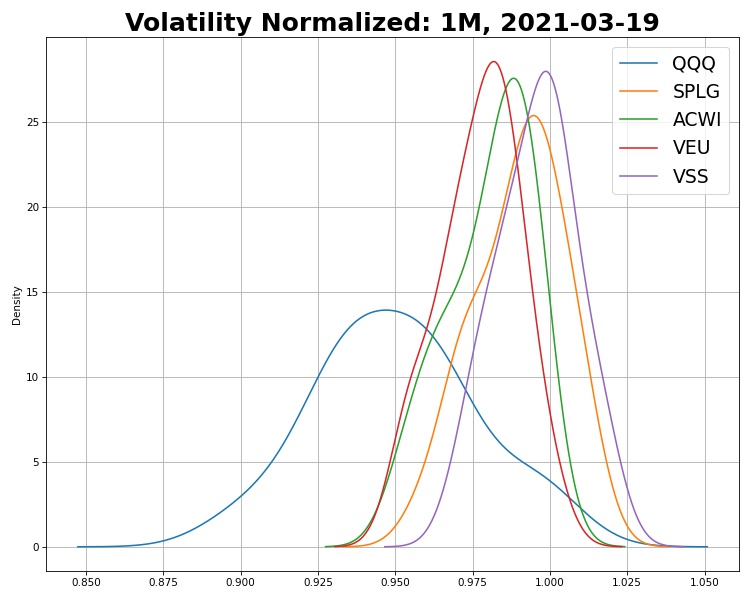 Volatility Normalized: 1M, 2021-03-19
QQQ
SPLG
ACWI
VEU
VSS
Density
25
20
15
10
5
0
0.850 0.875 0.900 0.925 0.950 0.975 1.000 1.025 1.050